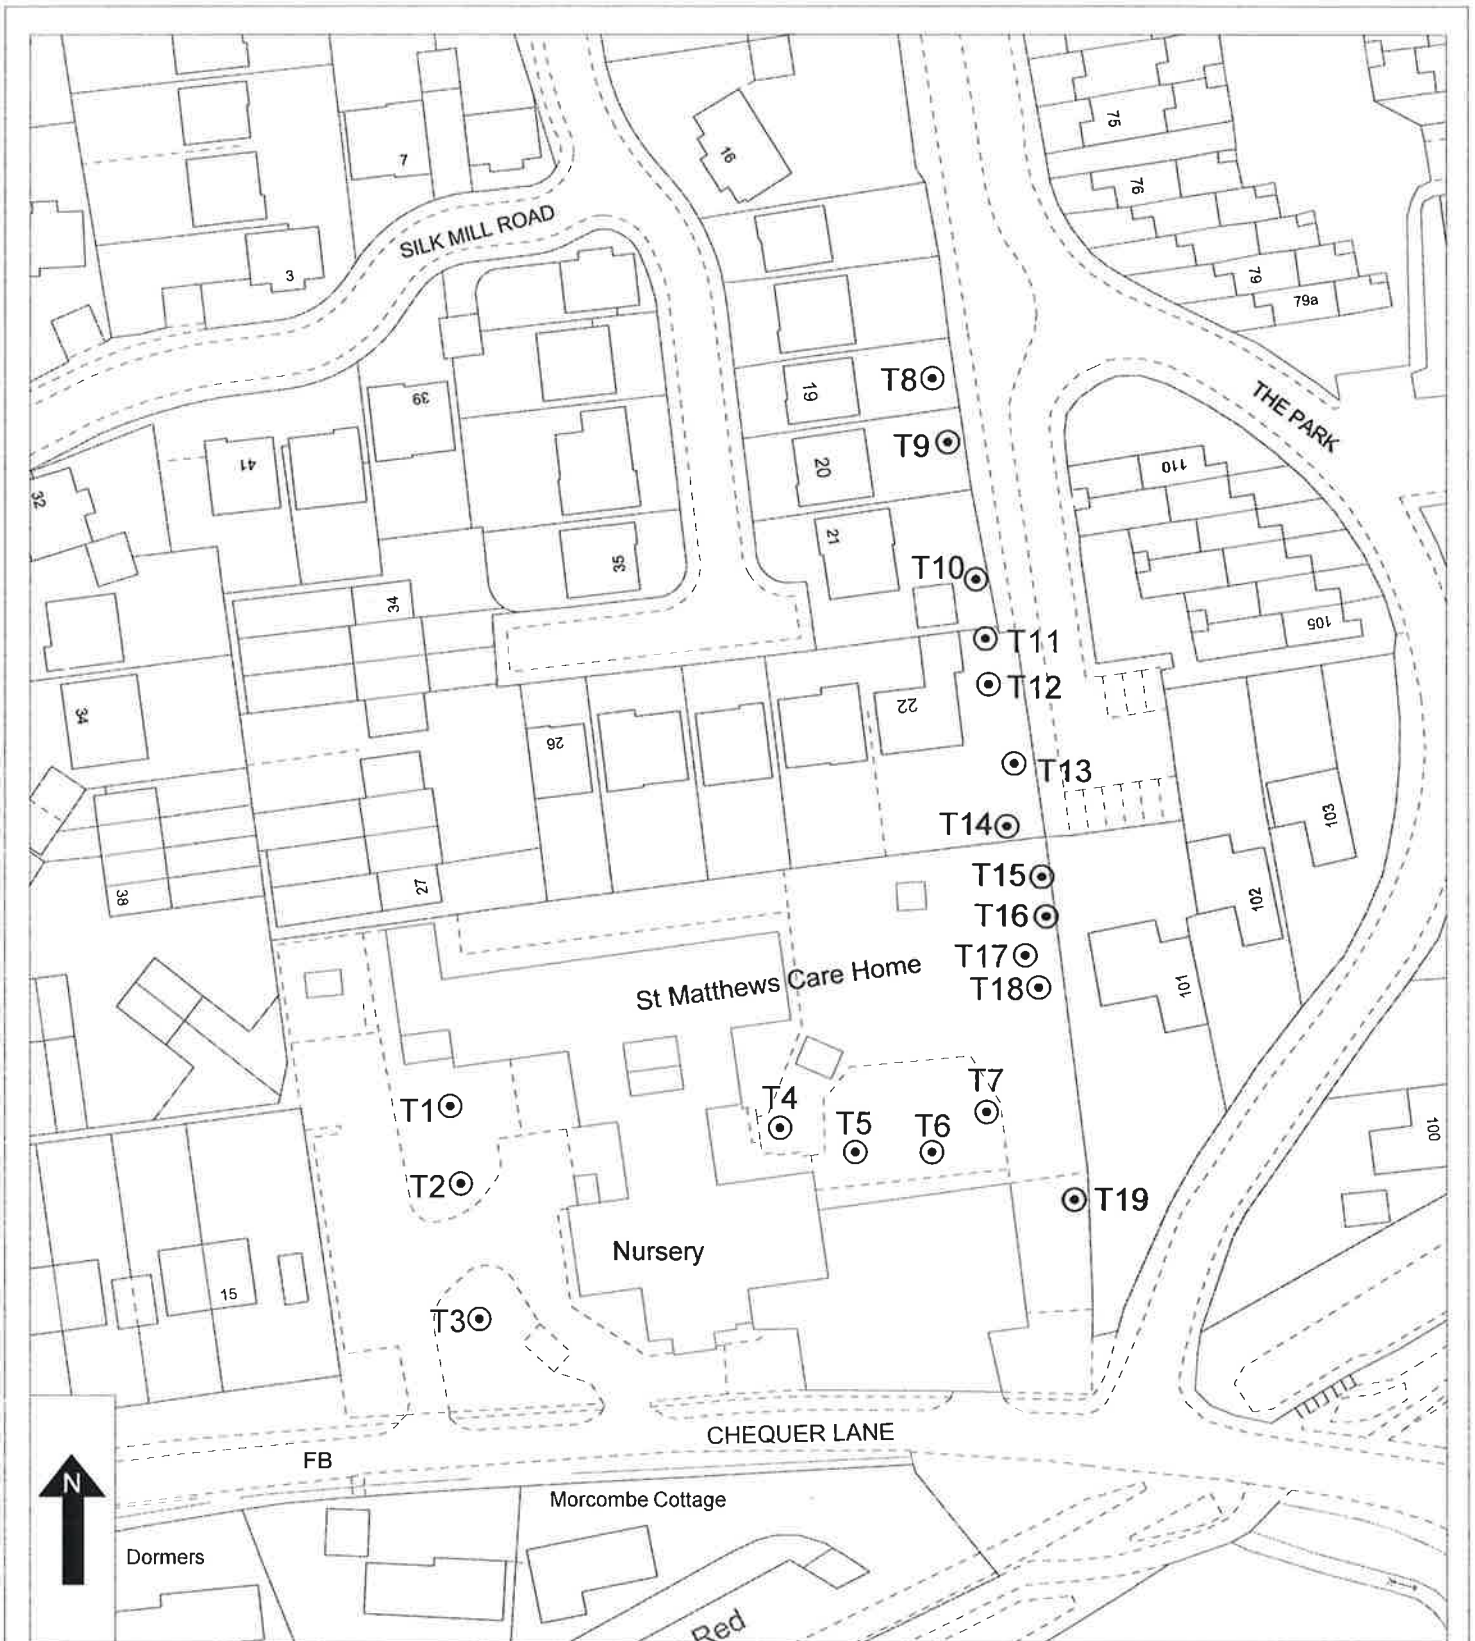 75
16
7
76
SILK MILL ROAD
3
79
79a
T8
19
39
THE PARK
T9
41
20
110
32
21
35
T10
34
105
T11
T12
34
22
26
T13
103
T14
T15
27
38
102
T16
T17
St Matthews Care Home
T18
101
T7
T4
T1
T5
T6
100
T2
T19
Nursery
15
T3
CHEQUER LANE
FB
N
Morcombe Cottage
Dormers
Red